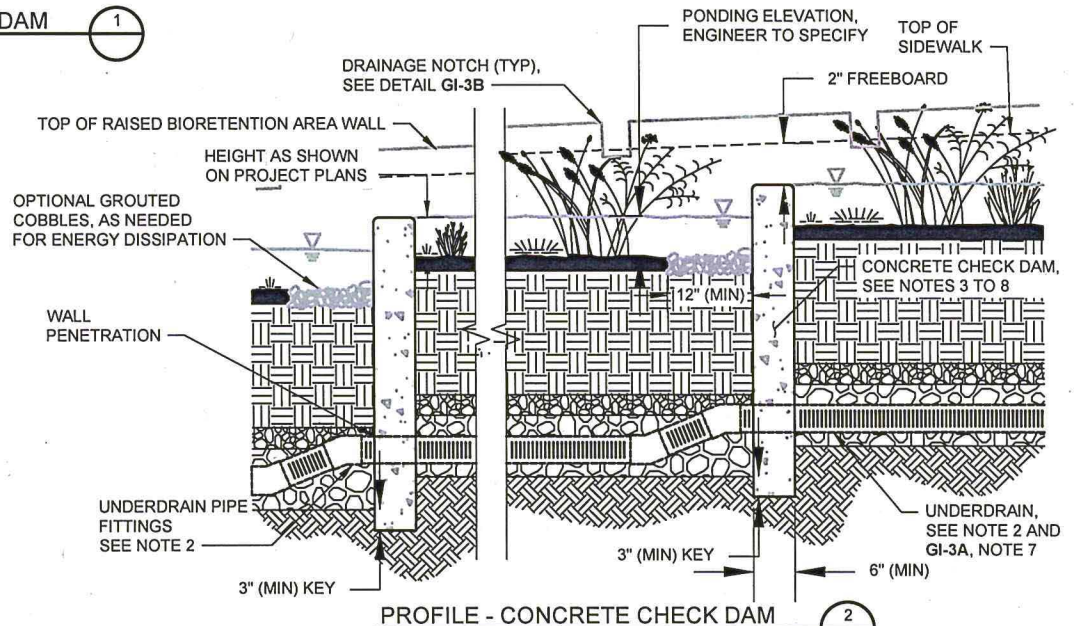 DAM
1
PONDING ELEVATION,
ENGINEER TO SPECIFY
TOP OF
SIDEWALK
DRAINAGE NOTCH (TYP),
SEE DETAIL GI-3B
2" FREEBOARD
TOP OF RAISED BIORETENTION AREA WALL
HEIGHT AS SHOWN
ON PROJECT PLANS
OPTIONAL GROUTED
COBBLES, AS NEEDED
FOR ENERGY DISSIPATION
CONCRETE CHECK DAM,
SEE NOTES 3 TO 8
12" (MIN)
WALL
PENETRATION
UNDERDRAIN PIPE
FITTINGS
SEE NOTE 2
UNDERDRAIN,
SEE NOTE 2 AND
GI-3A, NOTE 7
3" (MIN) KEY
3" (MIN) KEY
6" (MIN)
PROFILE - CONCRETE CHECK DAM
2